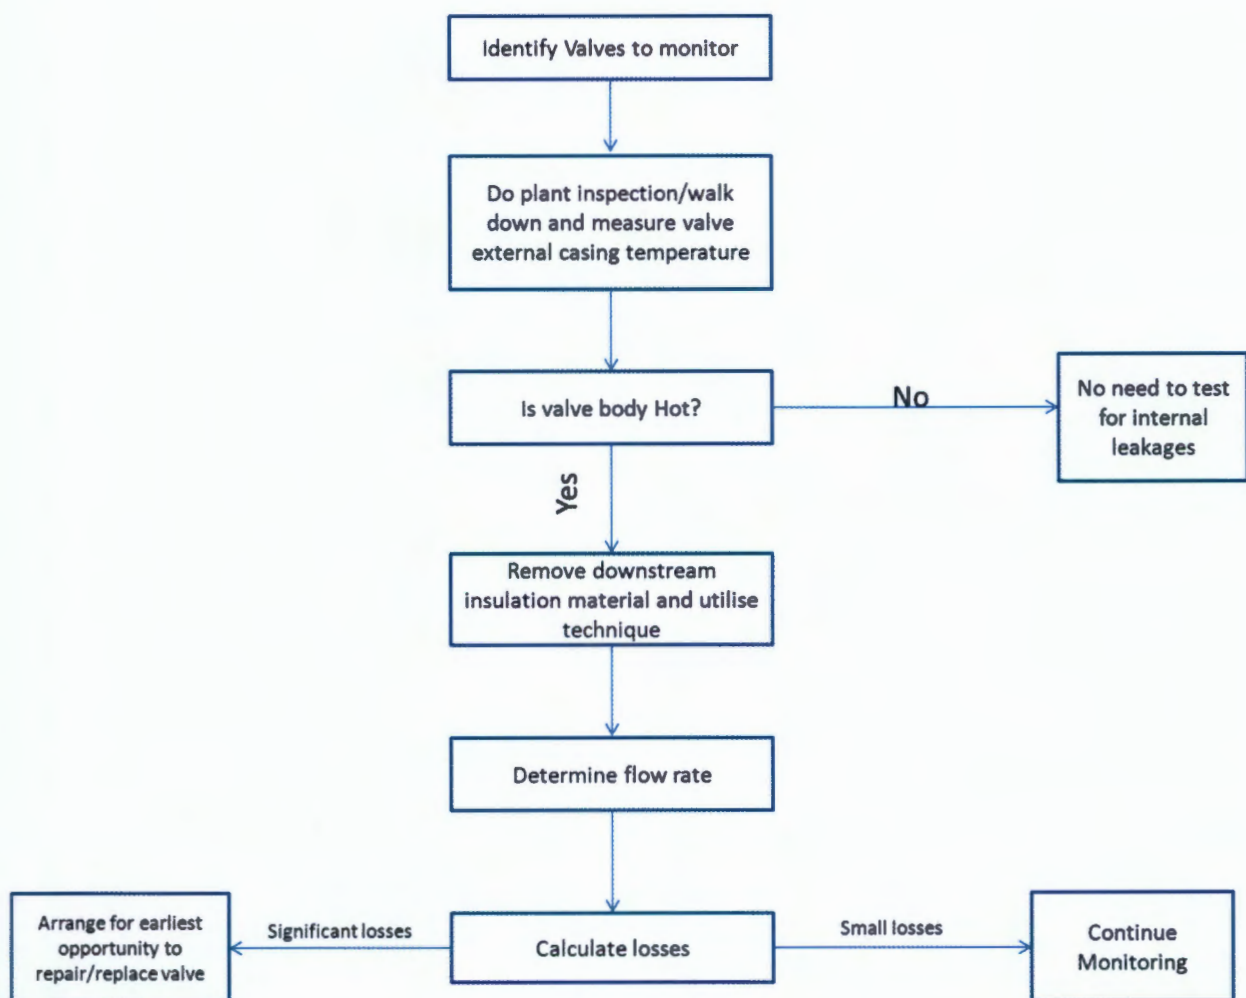 Identify Valves to monitor
Do plant inspection/walk
down and measure valve
external casing temperature
Is valve body Hot?
No
No need to test
for internal
leakages
Yes
Remove downstream
insulation material and utilise
technique
Determine flow rate
Arrange for earliest
opportunity to
repair/replace valve
Significant losses
Calculate losses
Small losses
Continue
Monitoring